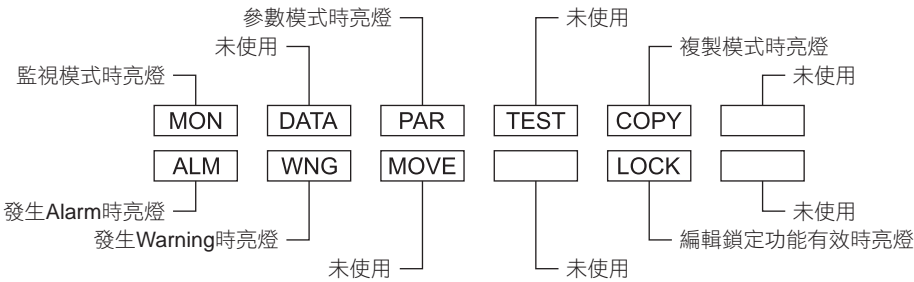 參數模式時亮燈
未使用
未使用
複製模式時亮燈
監視模式時亮燈
未使用
MON
DATA
PAR
TEST
COPY
ALM
WNG
MOVE
LOCK
發生Alarm時亮燈
未使用
發生Warning時亮燈
編輯鎖定功能有效時亮燈
未使用
未使用